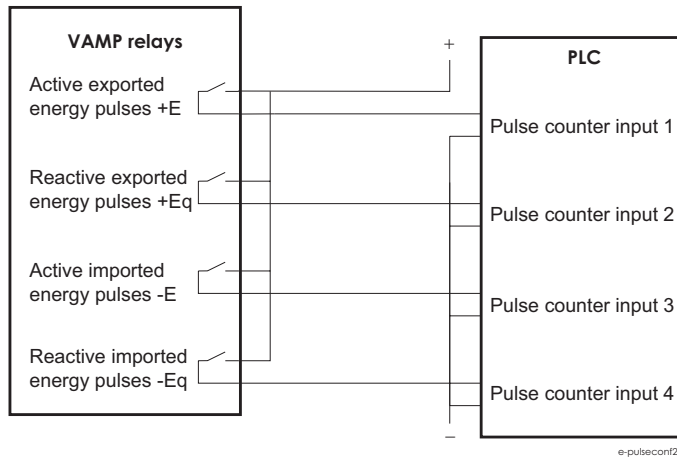 VAMP relays
Active exported
energy pulses +E
Reactive exported
energy pulses +Eq
Active imported
energy pulses -E
Reactive imported
energy pulses -Eq
+
–
PLC
Pulse counter input 1
Pulse counter input 2
Pulse counter input 3
Pulse counter input 4
e-pulseconf2